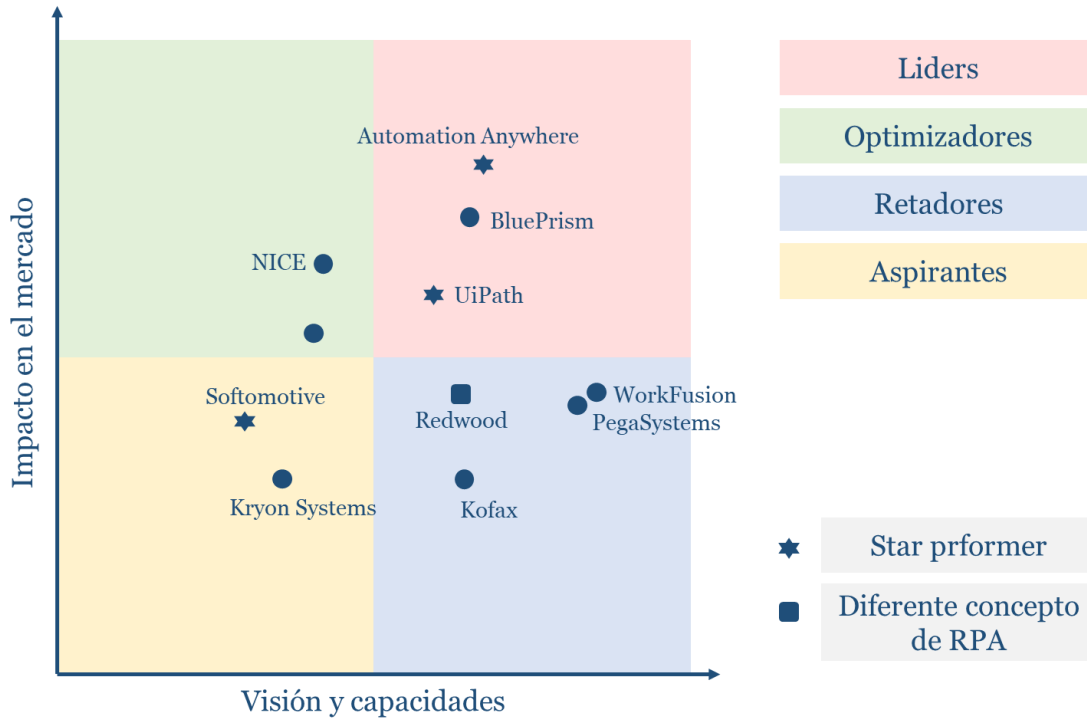 Liders
Optimizadores
Retadores
Aspirantes
Automation Anywhere
BluePrism
NICE
UiPath
Softomotive
Redwood
WorkFusion
PegaSystems
Kryon Systems
Kofax
Impacto en el mercado
Visión y capacidades
Star prformer
Diferente concepto
de RPA